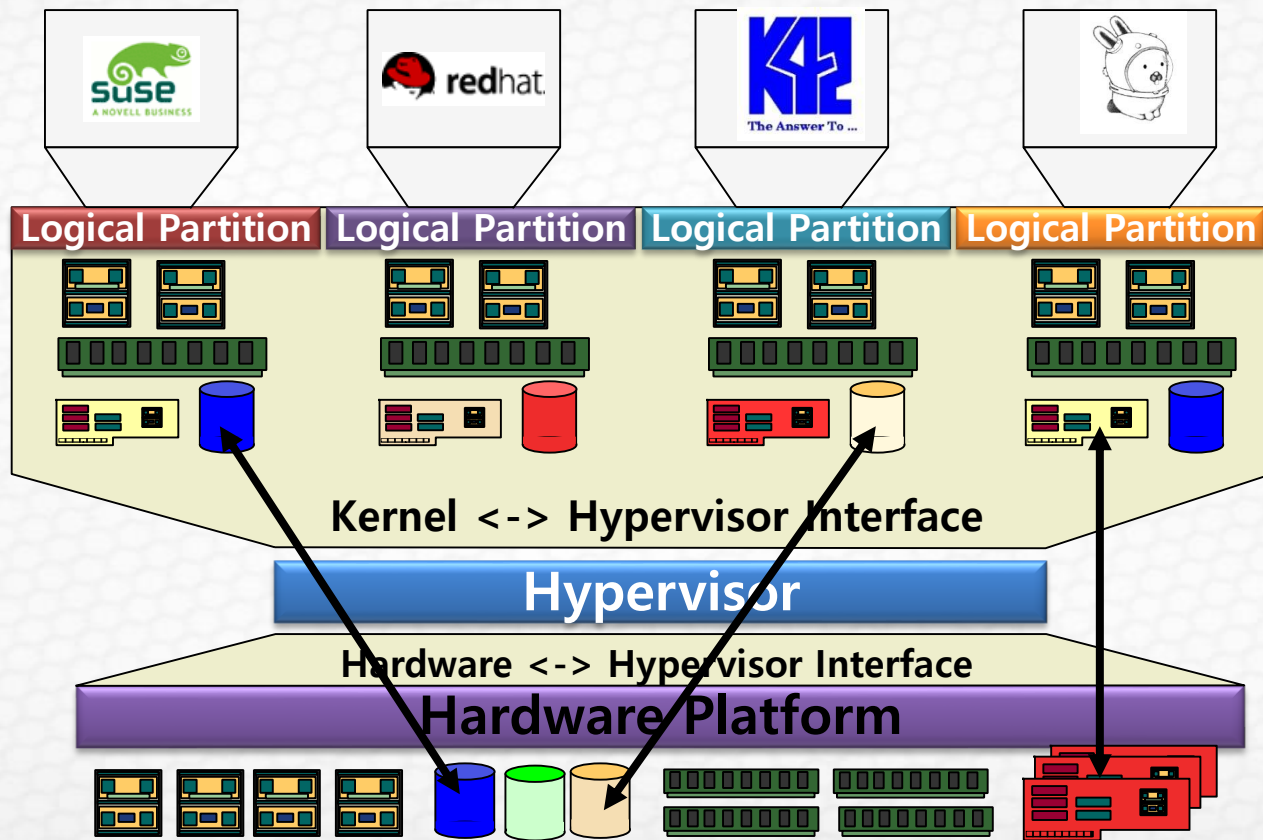 suse
A NOVELL BUSINESS
redhat.
K42
The Answer To ...
Logical Partition
Logical Partition
Logical Partition
Logical Partition
Kernel <-> Hypervisor Interface
Hypervisor
Hardware <-> Hypervisor Interface
Hardware Platform